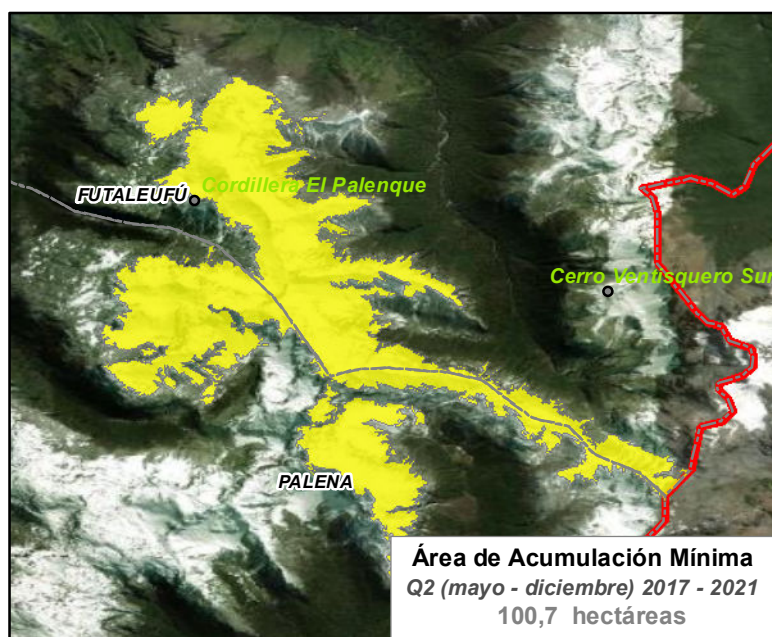 FUTALEUFÚ
Cordillera El Palenque
Cerro Ventisquero Sur
PALENA
Área de Acumulación Mínima
Q2 (mayo - diciembre) 2017 - 2021
100,7 hectáreas